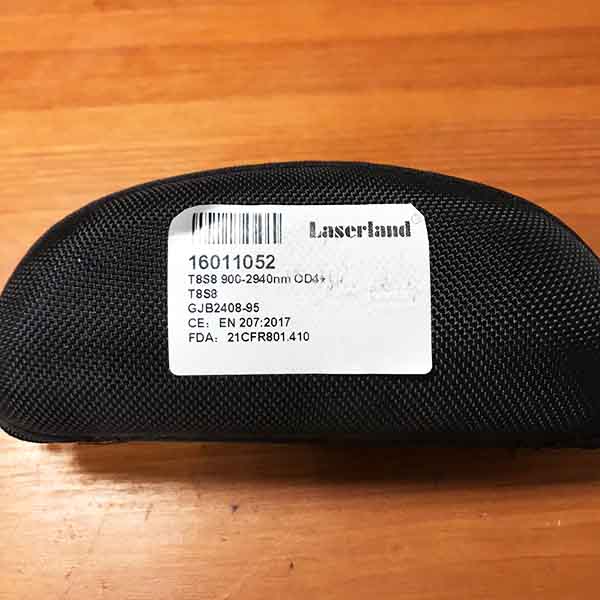 Laserland
16011052
T8S8 900-2940nm OD4+
T8S8
GJB2408-95
CE: EN 207:2017
FDA: 21CFR801.410